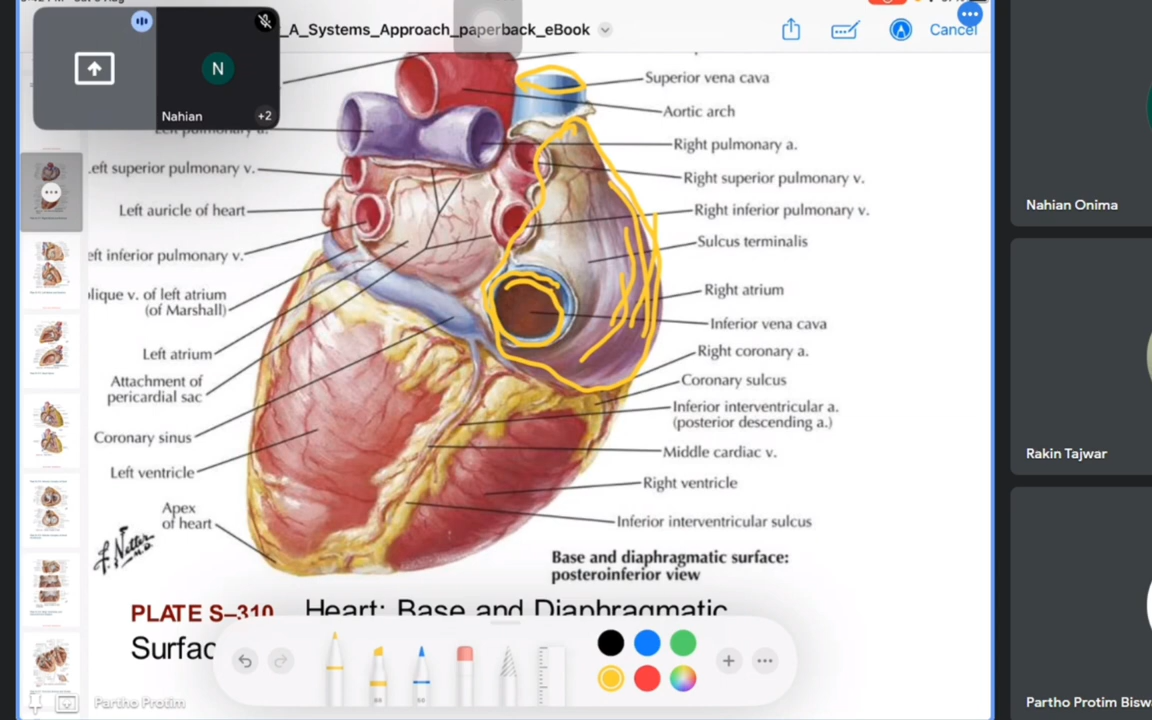 _A_Systems_Approach_paperback_eBook
Cancel
N
Nahian
+2
Superior vena cava
Aortic arch
Left pulmonary a.
Right pulmonary a.
Left superior pulmonary v.
Right superior pulmonary v.
Left auricle of heart
Right inferior pulmonary v.
Sulcus terminalis
eft inferior pulmonary v.
Right atrium
blique v. of left atrium
(of Marshall)
Inferior vena cava
Left atrium
Right coronary a.
Attachment of
pericardial sac
Coronary sulcus
Inferior interventricular a.
(posterior descending a.)
Coronary sinus
Middle cardiac v.
Left ventricle
Right ventricle
Apex
of heart
Inferior interventricular sulcus
F. Netter
M.D.
Base and diaphragmatic surface:
posteroinferior view
PLATE S–310 Heart: Base and Diaphragmatic
Surfac
Partho Protim
Nahian Onima
Rakin Tajwar
Partho Protim Bisw